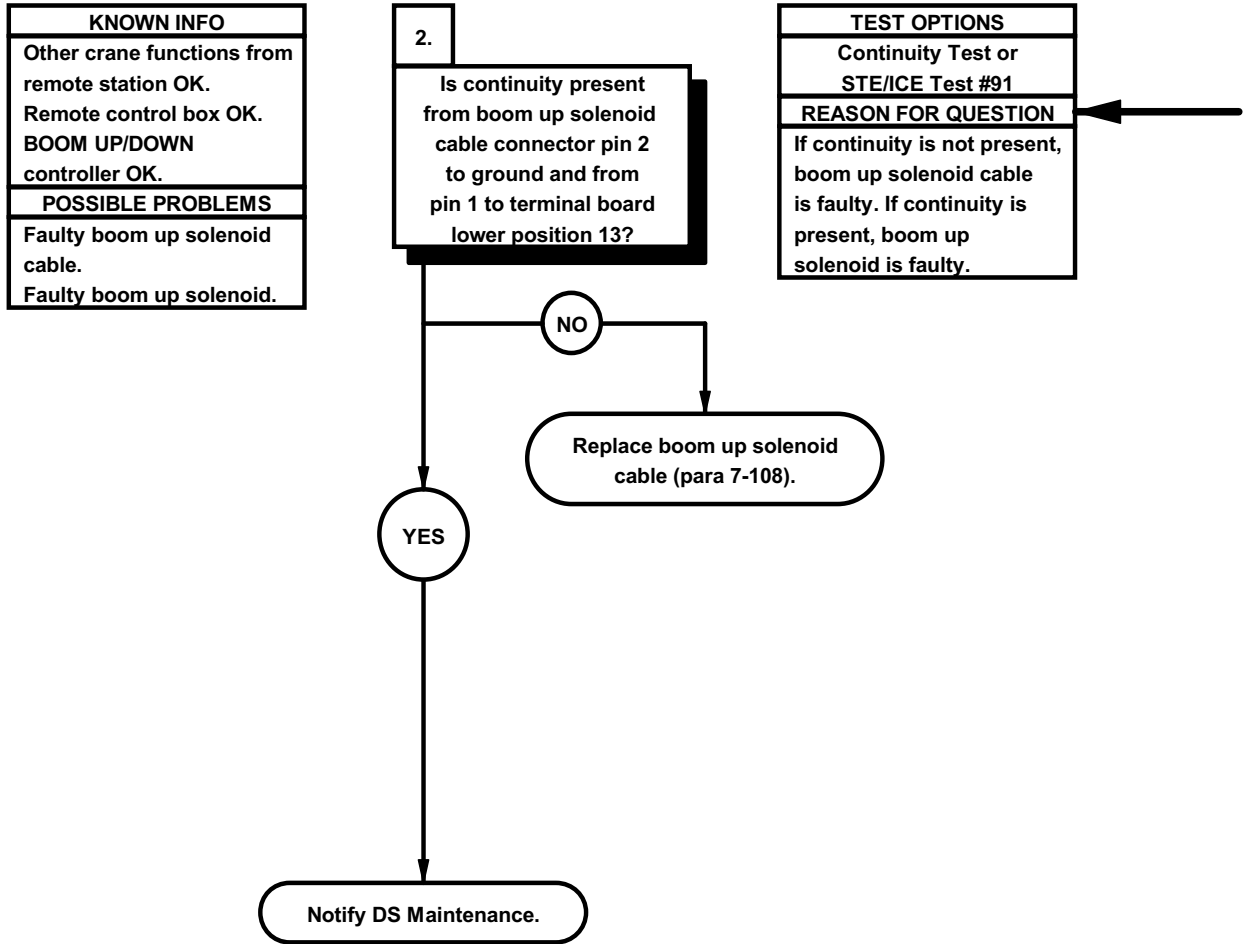 KNOWN INFO
Other crane functions from
remote station OK.
Remote control box OK.
BOOM UP/DOWN
controller OK.
POSSIBLE PROBLEMS
Faulty boom up solenoid
cable.
Faulty boom up solenoid.
2.
Is continuity present
from boom up solenoid
cable connector pin 2
to ground and from
pin 1 to terminal board
lower position 13?
TEST OPTIONS
Continuity Test or
STE/ICE Test #91
REASON FOR QUESTION
If continuity is not present,
boom up solenoid cable
is faulty. If continuity is
present, boom up
solenoid is faulty.
NO
Replace boom up solenoid
cable (para 7-108).
YES
Notify DS Maintenance.